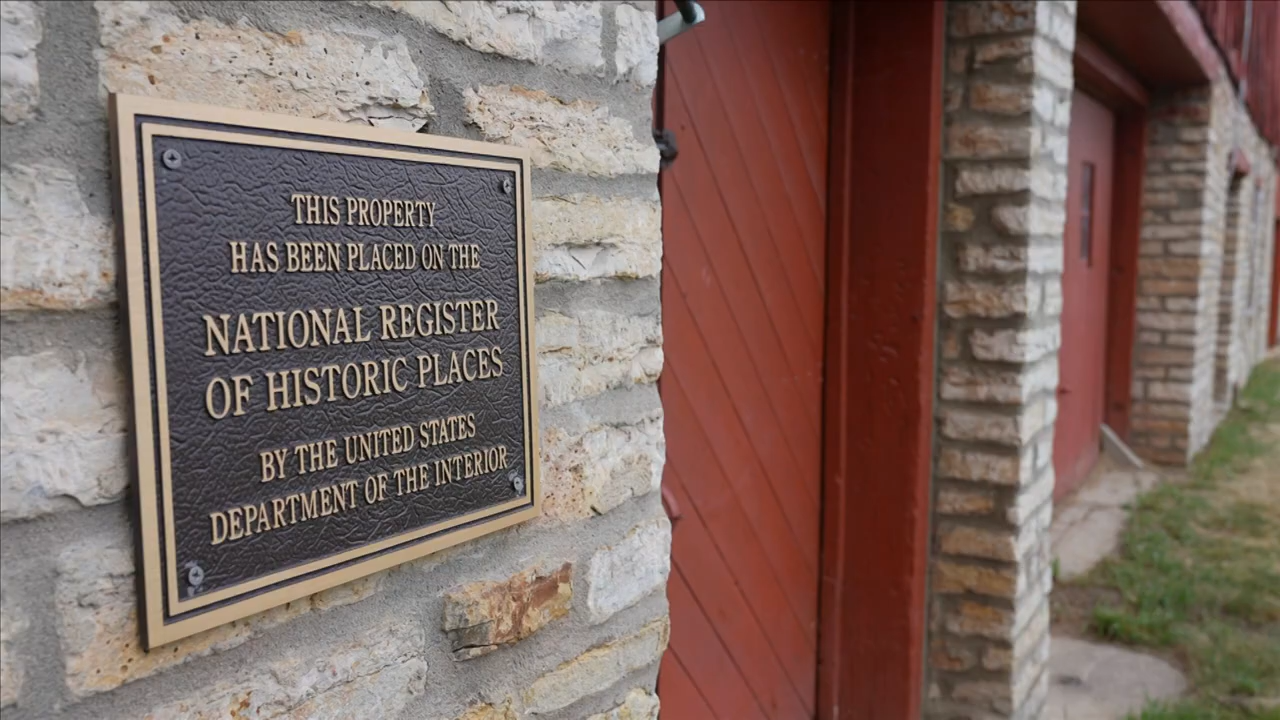 THIS PROPERTY
HAS BEEN PLACED ON THE
NATIONAL REGISTER
OF HISTORIC PLACES
BY THE UNITED STATES
DEPARTMENT OF THE INTERIOR